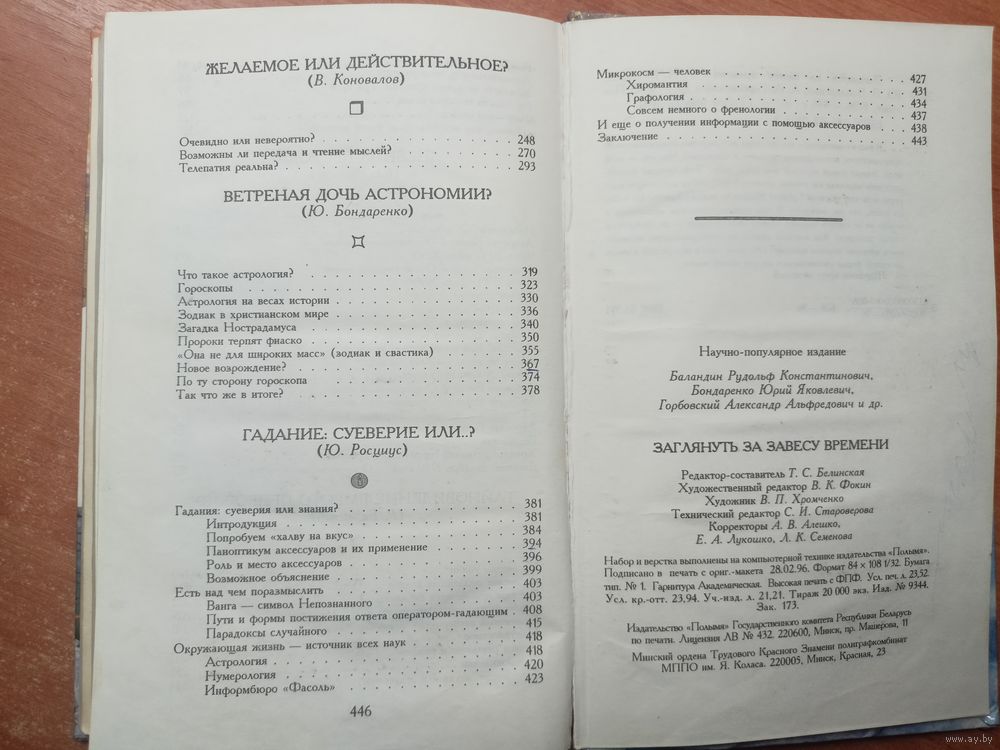 ЖЕЛАЕМОЕ ИЛИ ДЕЙСТВИТЕЛЬНОЕ?
(В. Коновалов)
Очевидно или невероятно? . . . . . . . . . . 248
Возможны ли передача и чтение мыслей? . . . . . . . 270
Телепатия реальна? . . . . . . . . . . . . 293
ВЕТРЕНАЯ ДОЧЬ АСТРОНОМИИ?
(Ю. Бондаренко)
Что такое астрология? . . . . . . . . . . . 319
Гороскопы . . . . . . . . . . . . . . 323
Астрология на весах истории . . . . . . . . . . 330
Зодиак в христианском мире . . . . . . . . . . 336
Загадка Нострадамуса . . . . . . . . . . . 340
Пророки терпят фиаско . . . . . . . . . . . 350
«Она не для широких масс» (зодиак и свастика) . . . . . 355
Новое возрождение? . . . . . . . . . . . . 367
По ту сторону гороскопа . . . . . . . . . . . 374
Так что же в итоге? . . . . . . . . . . . . 378
ГАДАНИЕ: СУЕВЕРИЕ ИЛИ..?
(Ю. Росциус)
Гадания: суеверия или знания? . . . . . . . . . 381
Интродукция . . . . . . . . . . . . . 381
Попробуем «халву на вкус» . . . . . . . . . 384
Паноптикум аксессуаров и их применение . . . . . 394
Роль и место аксессуаров . . . . . . . . . 396
Возможное объяснение . . . . . . . . . . 399
Есть над чем поразмыслить . . . . . . . . . . 403
Ванга — символ Непознанного . . . . . . . . 403
Пути и формы постижения ответа оператором-гадающим . 408
Парадоксы случайного . . . . . . . . . . 415
Окружающая жизнь — источник всех наук . . . . . . 418
Астрология . . . . . . . . . . . . . 418
Нумерология . . . . . . . . . . . . . 420
Информбюро «Фасоль» . . . . . . . . . . 423
446
Микрокосм — человек . . . . . . . . . . . 427
Хиромантия . . . . . . . . . . . . . 431
Графология . . . . . . . . . . . . . 434
Совсем немного о френологии . . . . . . . . 437
И еще о получении информации с помощью аксессуаров . . . 438
Заключение . . . . . . . . . . . . . . 443
Научно-популярное издание
Баландин Рудольф Константинович,
Бондаренко Юрий Яковлевич,
Горбовский Александр Альфредович и др.
ЗАГЛЯНУТЬ ЗА ЗАВЕСУ ВРЕМЕНИ
Редактор-составитель Т. С. Белинская
Художественный редактор В. К. Фокин
Художник В. П. Хромченко
Технический редактор С. И. Староверова
Корректоры А. В. Алешко,
Е. А. Лукошко, Л. К. Семенова
Набор и верстка выполнены на компьютерной технике издательства «Полымя».
Подписано в печать с ориг.-макета 28.02.96. Формат 84 × 108 1/32. Бумага
тип. № 1. Гарнитура Академическая. Высокая печать с ФПФ. Усл. печ. л. 23,52.
Усл. кр.-отт. 23,94. Уч.-изд. л. 21,21. Тираж 20 000 экз. Изд. № 9344.
Зак. 173.
Издательство «Полымя» Государственного комитета Республики Беларусь
по печати. Лицензия ЛВ № 432. 220600, Минск, пр. Машерова, 11
Минский ордена Трудового Красного Знамени полиграфкомбинат
МППО им. Я. Коласа. 220005, Минск, Красная, 23
www.ay.by